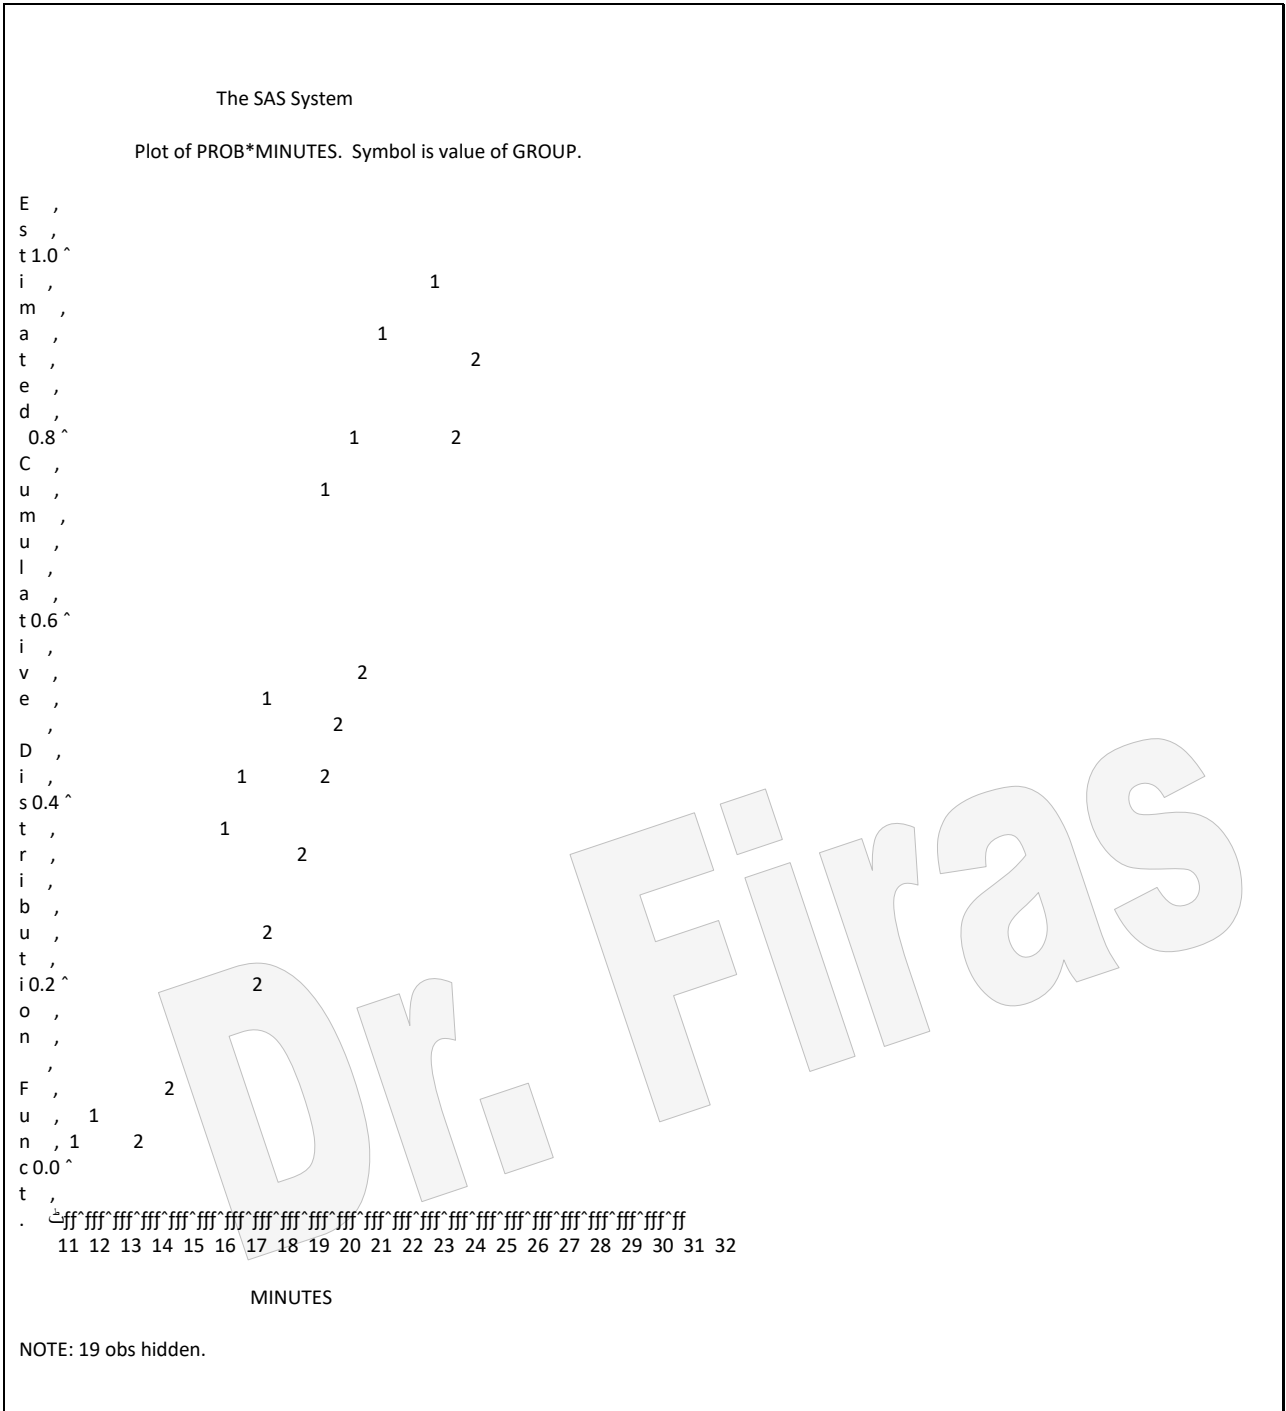 The SAS System
Plot of PROB*MINUTES.  Symbol is value of GROUP.
E ,
s ,
t 1.0 ˆ
i , 1
m ,
a , 1
t , 2
e ,
d ,
0.8 ˆ 1 2
C ,
u , 1
m ,
u ,
l ,
a ,
t 0.6 ˆ
i ,
v , 2
e , 1
, 2
D ,
i , 1 2
s 0.4 ˆ
t , 1
r , 2
i ,
b ,
u , 2
t ,
i 0.2 ˆ 2
o ,
n ,
,
F , 2
u , 1
n , 1 2
c 0.0 ˆ
t ,
. ٹƒƒˆƒƒƒˆƒƒƒˆƒƒƒˆƒƒƒˆƒƒƒˆƒƒƒˆƒƒƒˆƒƒƒˆƒƒƒˆƒƒƒˆƒƒƒˆƒƒƒˆƒƒƒˆƒƒƒˆƒƒƒˆƒƒƒˆƒƒƒˆƒƒƒˆƒƒƒˆƒƒƒˆƒƒƒˆƒƒ
11 12 13 14 15 16 17 18 19 20 21 22 23 24 25 26 27 28 29 30 31 32
MINUTES
NOTE: 19 obs hidden.
Dr. Firas